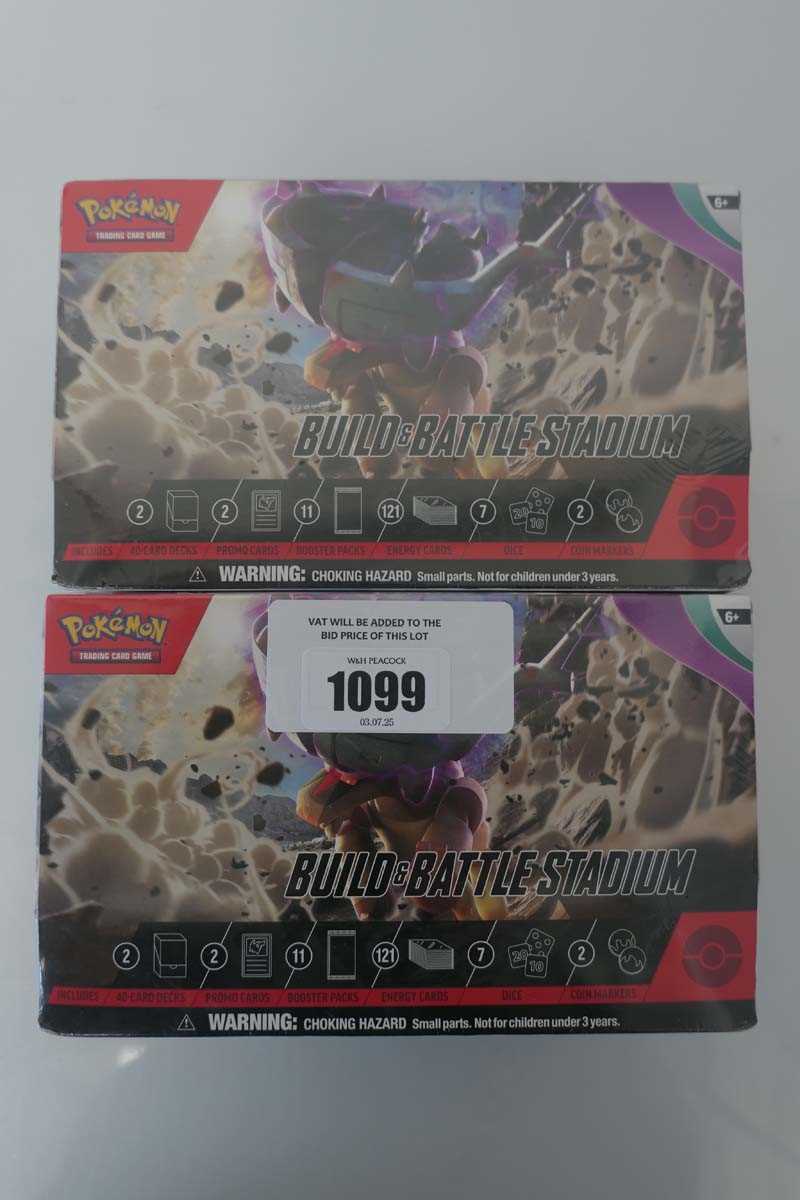 POKéMON
TRADING CARD GAME
6+
BUILD & BATTLE STADIUM
2 2 11 121 7 20 10 2
INCLUDES / 40-CARD DECKS / PROMO CARDS / BOOSTER PACKS / ENERGY CARDS / DICE / COIN MARKERS
WARNING: CHOKING HAZARD Small parts. Not for children under 3 years.
POKéMON
TRADING CARD GAME
6+
VAT WILL BE ADDED TO THE
BID PRICE OF THIS LOT
W&H PEACOCK
1099
03.07.25
BUILD & BATTLE STADIUM
2 2 11 121 7 20 10 2
INCLUDES / 40-CARD DECKS / PROMO CARDS / BOOSTER PACKS / ENERGY CARDS / DICE / COIN MARKERS
WARNING: CHOKING HAZARD Small parts. Not for children under 3 years.